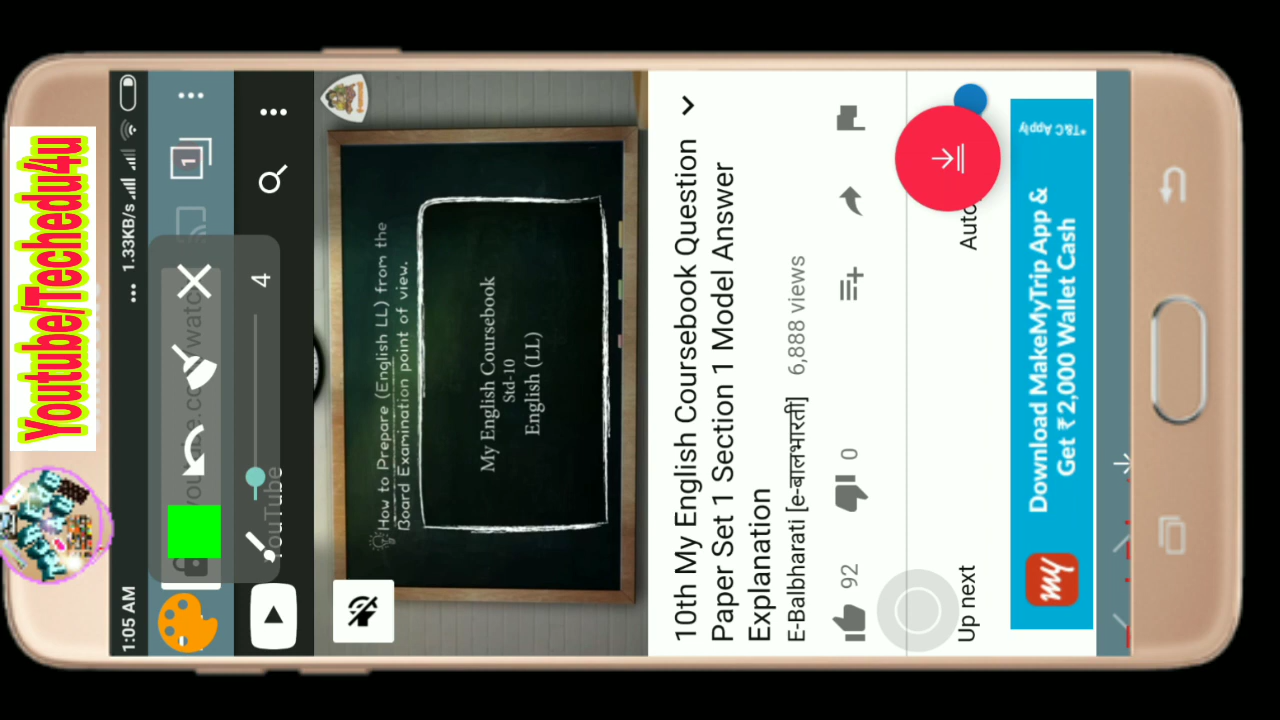 Youtube/Techedu4u
1:05 AM
... 1.33KB/s
1
4
YouTube
How to Prepare (English LL) from the
Board Examination point of view.
My English Coursebook
Std-10
English (LL)
10th My English Coursebook Question
Paper Set 1 Section 1 Model Answer
Explanation
E-Balbharati [e-बालभारती] 6,888 views
92 0
Up next
Auto
*T&C Apply
Download MakeMyTrip App &
Get ₹ 2,000 Wallet Cash
my